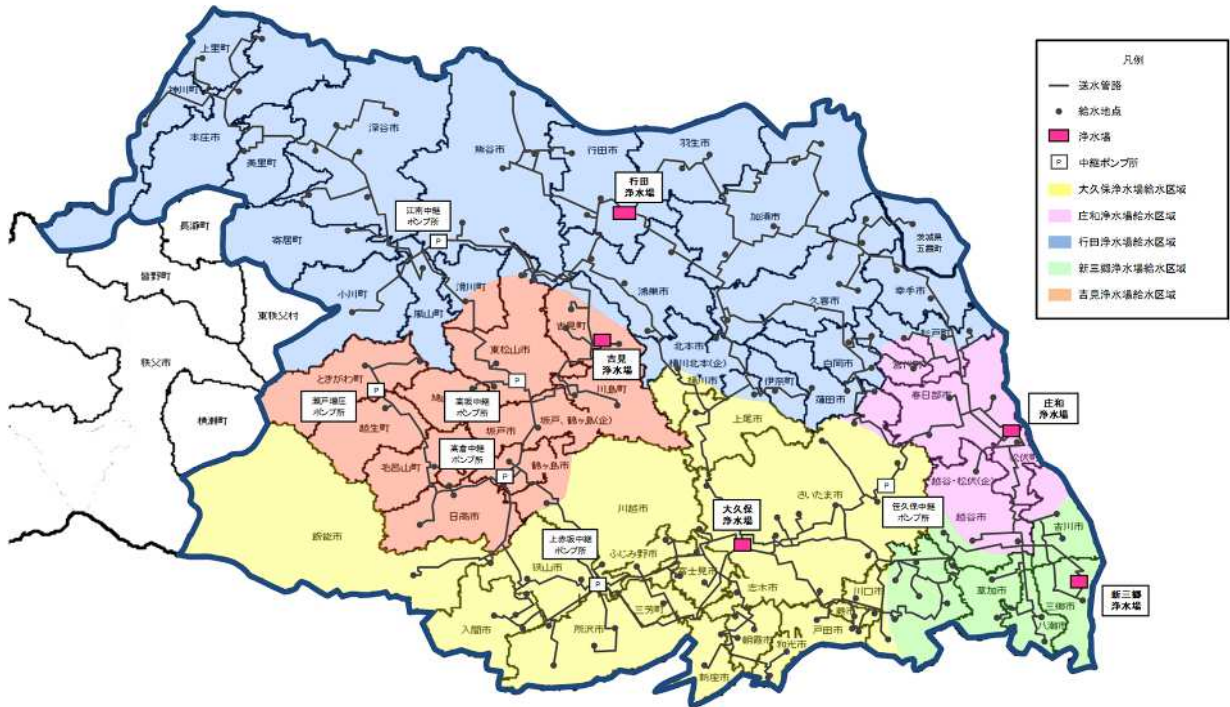 上里町
神川町
本庄市
美里町
深谷市
熊谷市
行田市
羽生市
行田
浄水場
加須市
茨城県
五霞町
長瀞町
皆野町
秩父市
東秩父村
横瀬町
寄居町
小川町
江南中継
ポンプ所
P
滑川町
嵐山町
鴻巣市
久喜市
幸手市
杉戸町
北本市
桶川北本(企)
桶川市
伊奈町
白岡市
蓮田市
吉見町
吉見
浄水場
東松山市
ときがわ町
P
瀬戸増圧
ポンプ所
高坂中継
ポンプ所
P
川島町
坂戸、鶴ヶ島(企)
坂戸市
越生町
高倉中継
ポンプ所
P
鶴ヶ島市
毛呂山町
日高市
飯能市
上尾市
春日部市
庄和
浄水場
松伏町
越谷・松伏(企)
越谷市
さいたま市
P
笹久保中継
ポンプ所
川越市
大久保
浄水場
上赤坂中継
ポンプ所
P
狭山市
ふじみ野市
富士見市
三芳町
志木市
入間市
所沢市
朝霞市
和光市
新座市
戸田市
川口市
蕨市
吉川市
草加市
三郷市
八潮市
新三郷
浄水場
凡例
送水管路
給水地点
浄水場
P
中継ポンプ所
大久保浄水場給水区域
庄和浄水場給水区域
行田浄水場給水区域
新三郷浄水場給水区域
吉見浄水場給水区域